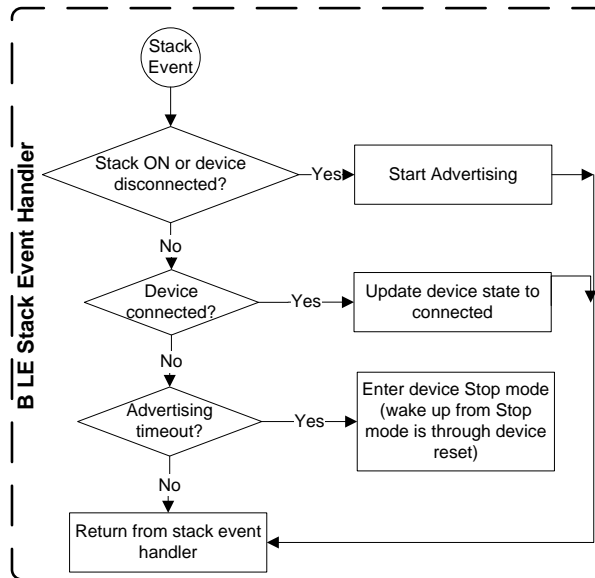 B LE Stack Event Handler
Stack
Event
Stack ON or device
disconnected?
Yes
Start Advertising
No
Device
connected?
Yes
Update device state to
connected
No
Advertising
timeout?
Yes
Enter device Stop mode
(wake up from Stop
mode is through device
reset)
No
Return from stack event
handler